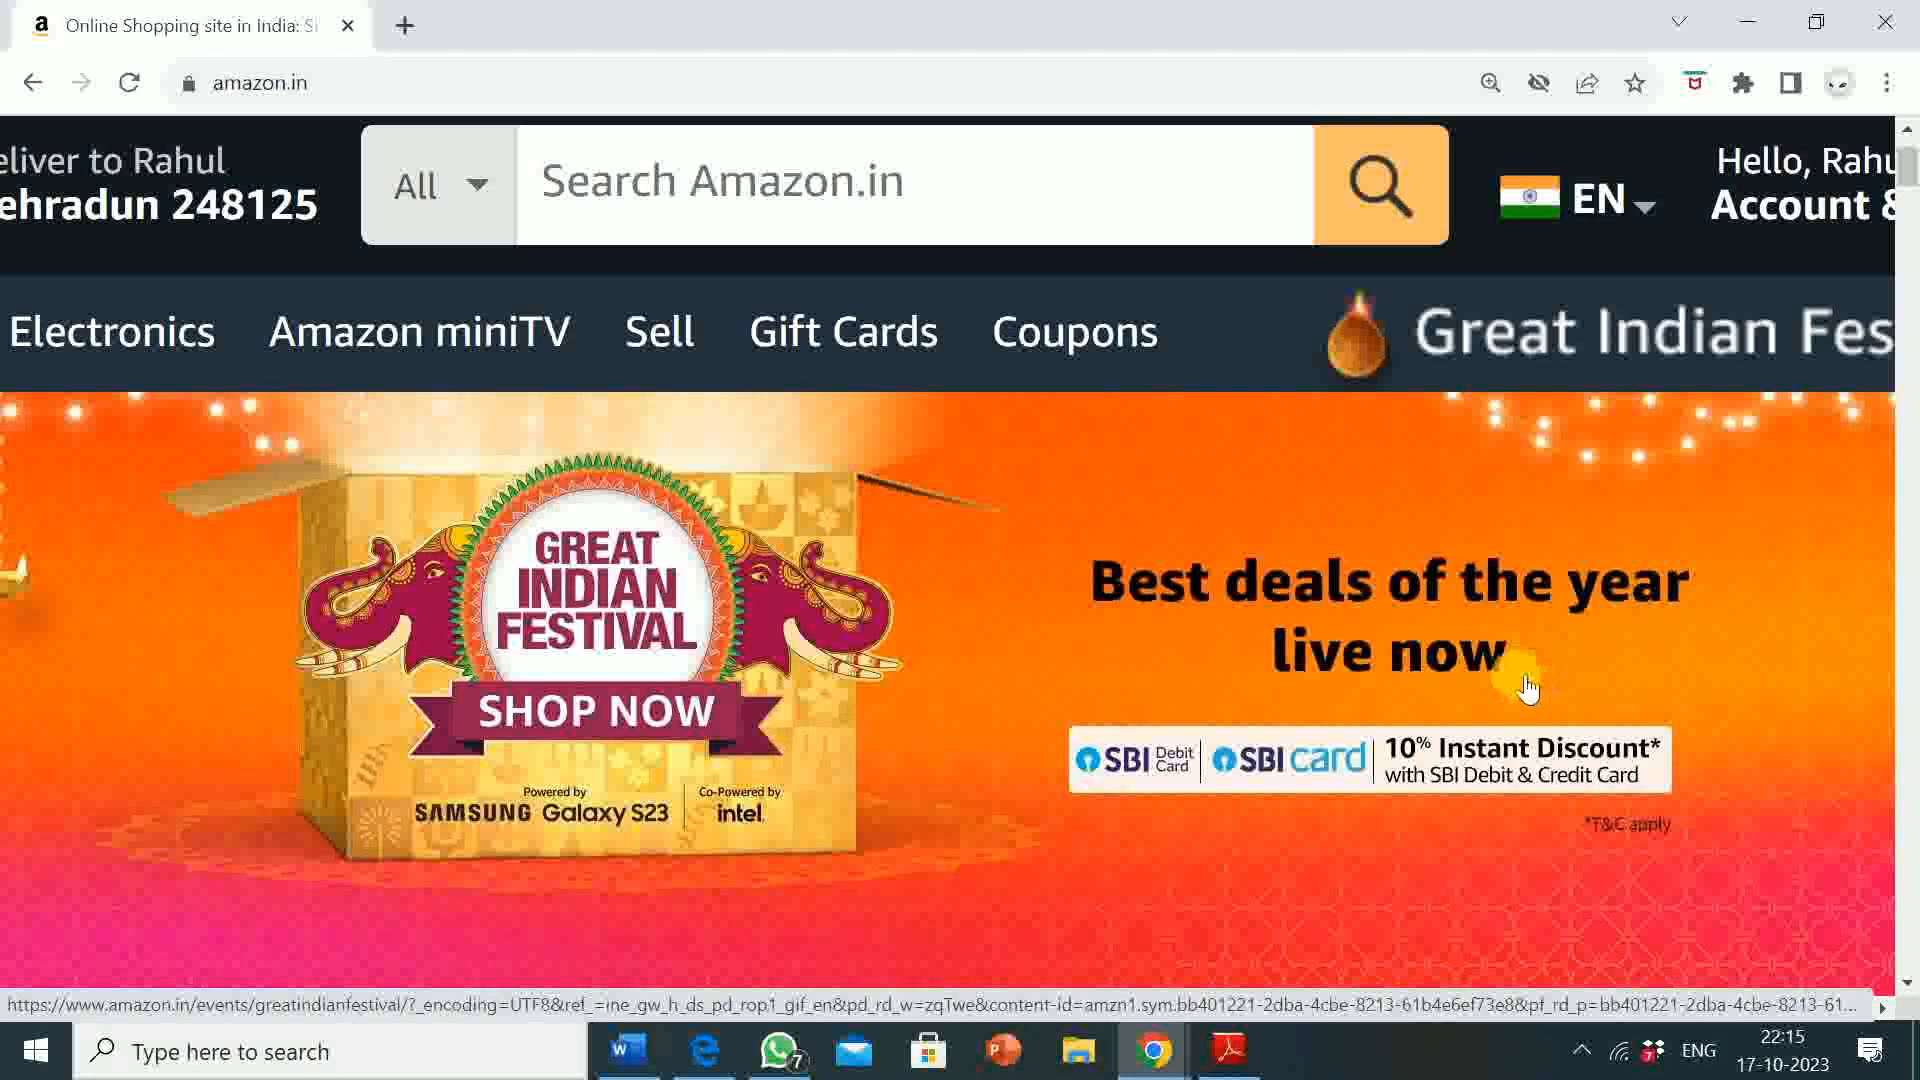 Online Shopping site in India: S
amazon.in
eliver to Rahul
ehradun 248125
All
Search Amazon.in
EN
Hello, Rahu
Account &
Electronics
Amazon miniTV
Sell
Gift Cards
Coupons
Great Indian Fes
GREAT
INDIAN
FESTIVAL
SHOP NOW
Powered by
SAMSUNG Galaxy S23
Co-Powered by
intel.
Best deals of the year
live now
SBI Debit Card
SBI card
10% Instant Discount*
with SBI Debit & Credit Card
*T&C apply
https://www.amazon.in/events/greatindianfestival/?_encoding=UTF8&ref_=ine_gw_h_ds_pd_rop1_gif_en&pd_rd_w=zqTwe&content-id=amzn1.sym.bb401221-2dba-4cbe-8213-61b4e6ef73e8&pf_rd_p=bb401221-2dba-4cbe-8213-61...
Type here to search
7
7
ENG
22:15
17-10-2023